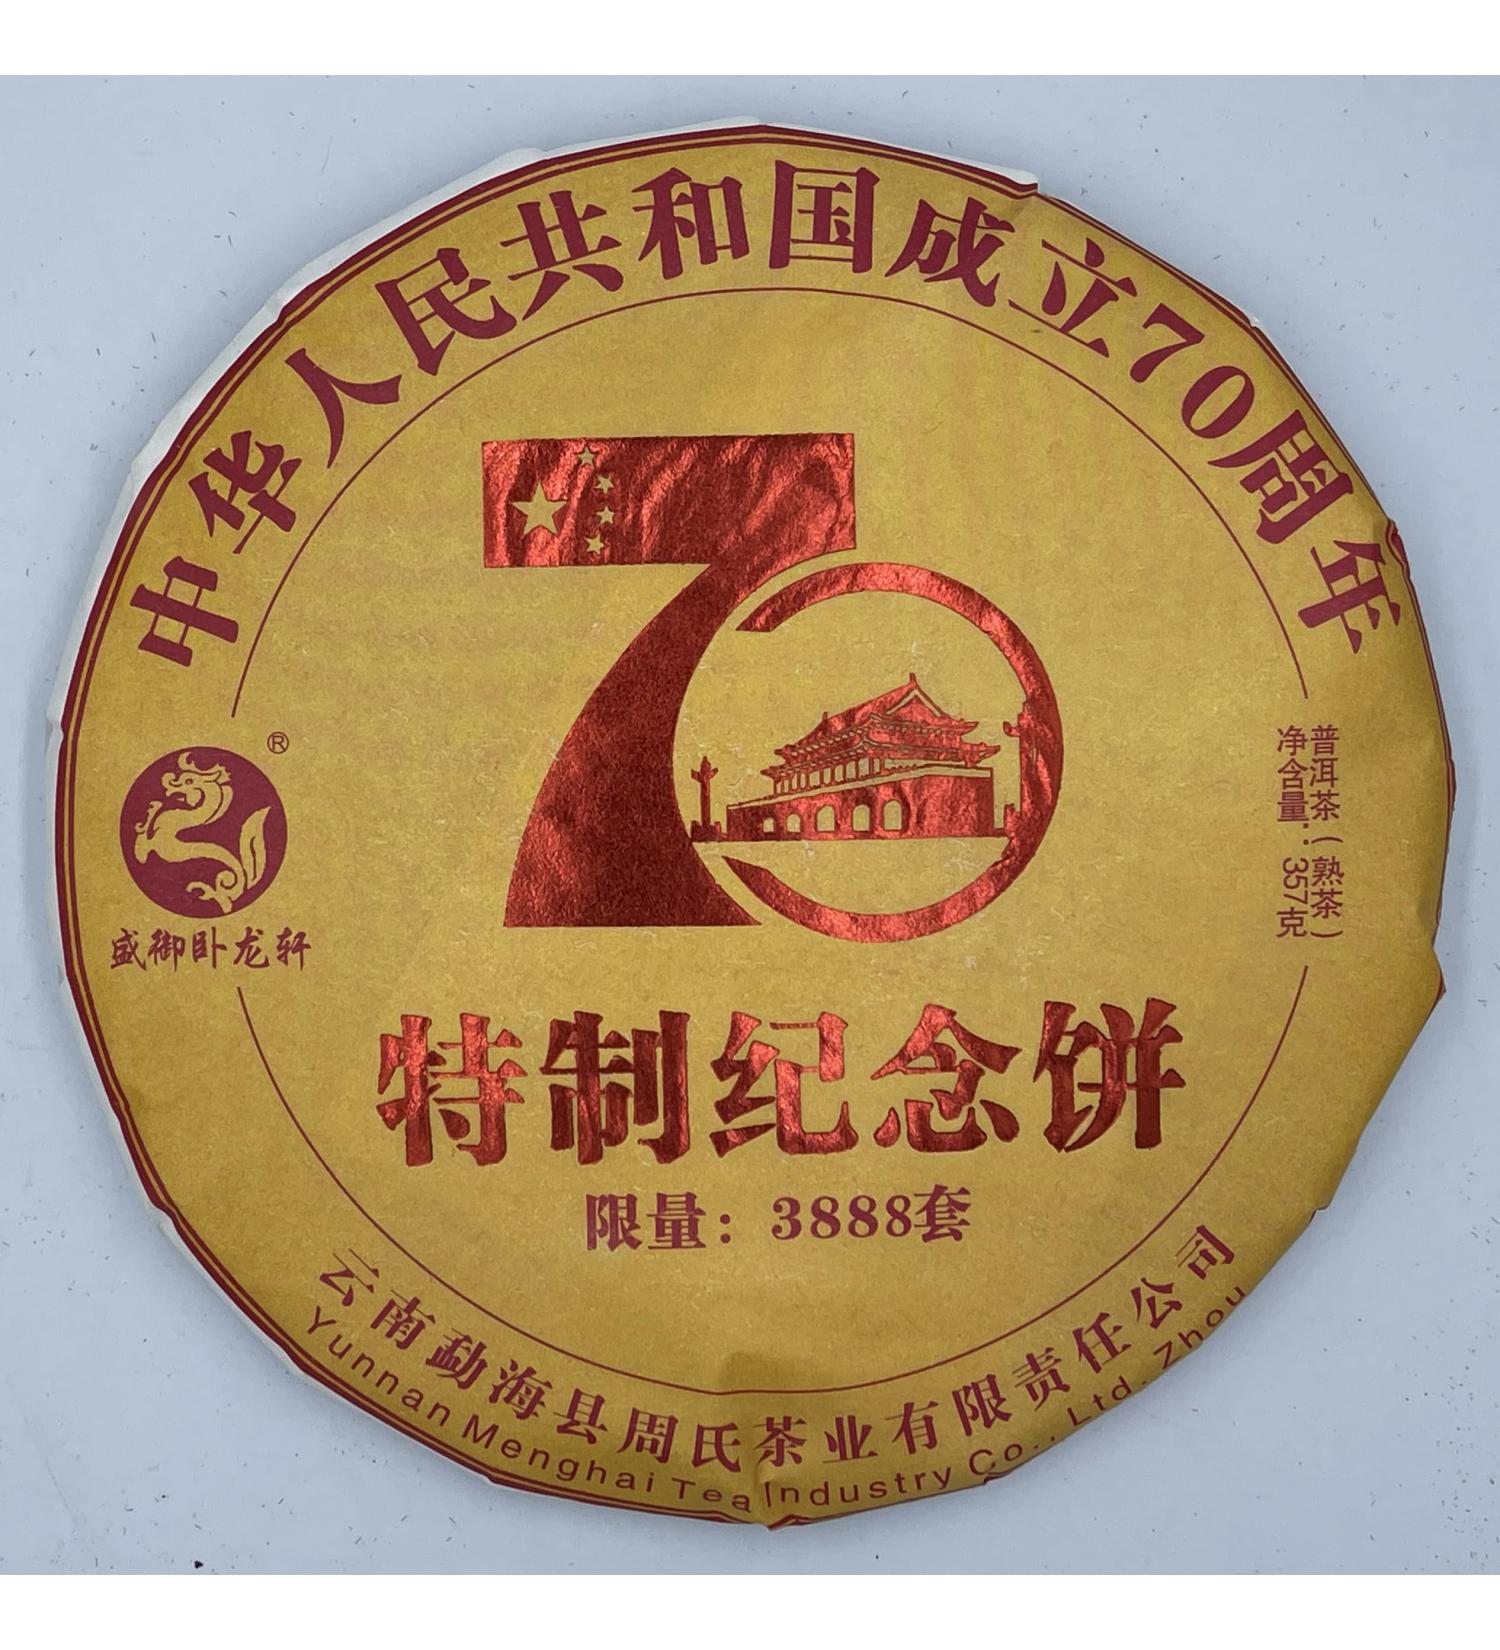 中华人民共和国成立70周年
®
盛御卧龙轩
普洱茶(熟茶)
净含量:357克
70
特制纪念饼
限量:3888套
云南勐海县周氏茶业有限责任公司
Yunnan Menghai Tea Industry Co., Ltd. Zhou